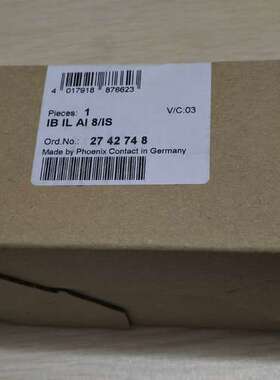 4 017918 878623
Pieces: 1 V/C.03
IB IL AI 8/IS
Ord.No.: 27 42 74 8
Made by Phoenix Contact in Germany